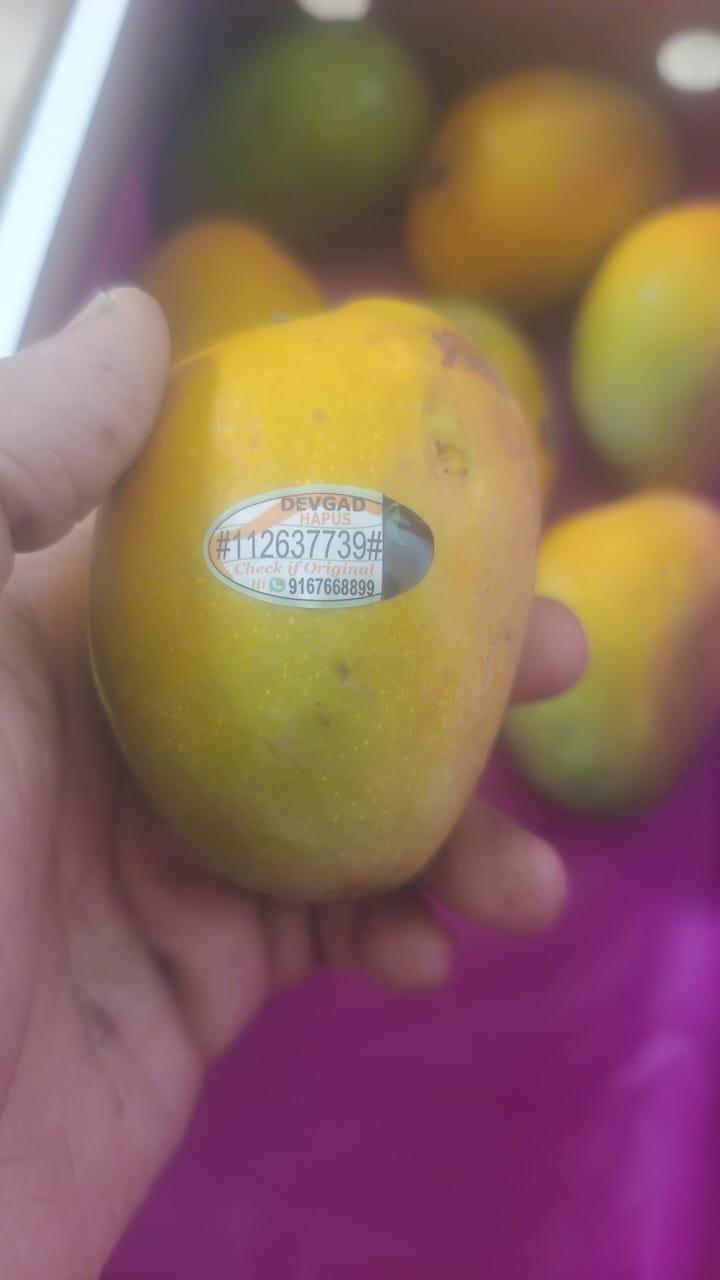 DEVGAD
HAPUS
#112637739#
Check if Original
Hi 9167668899